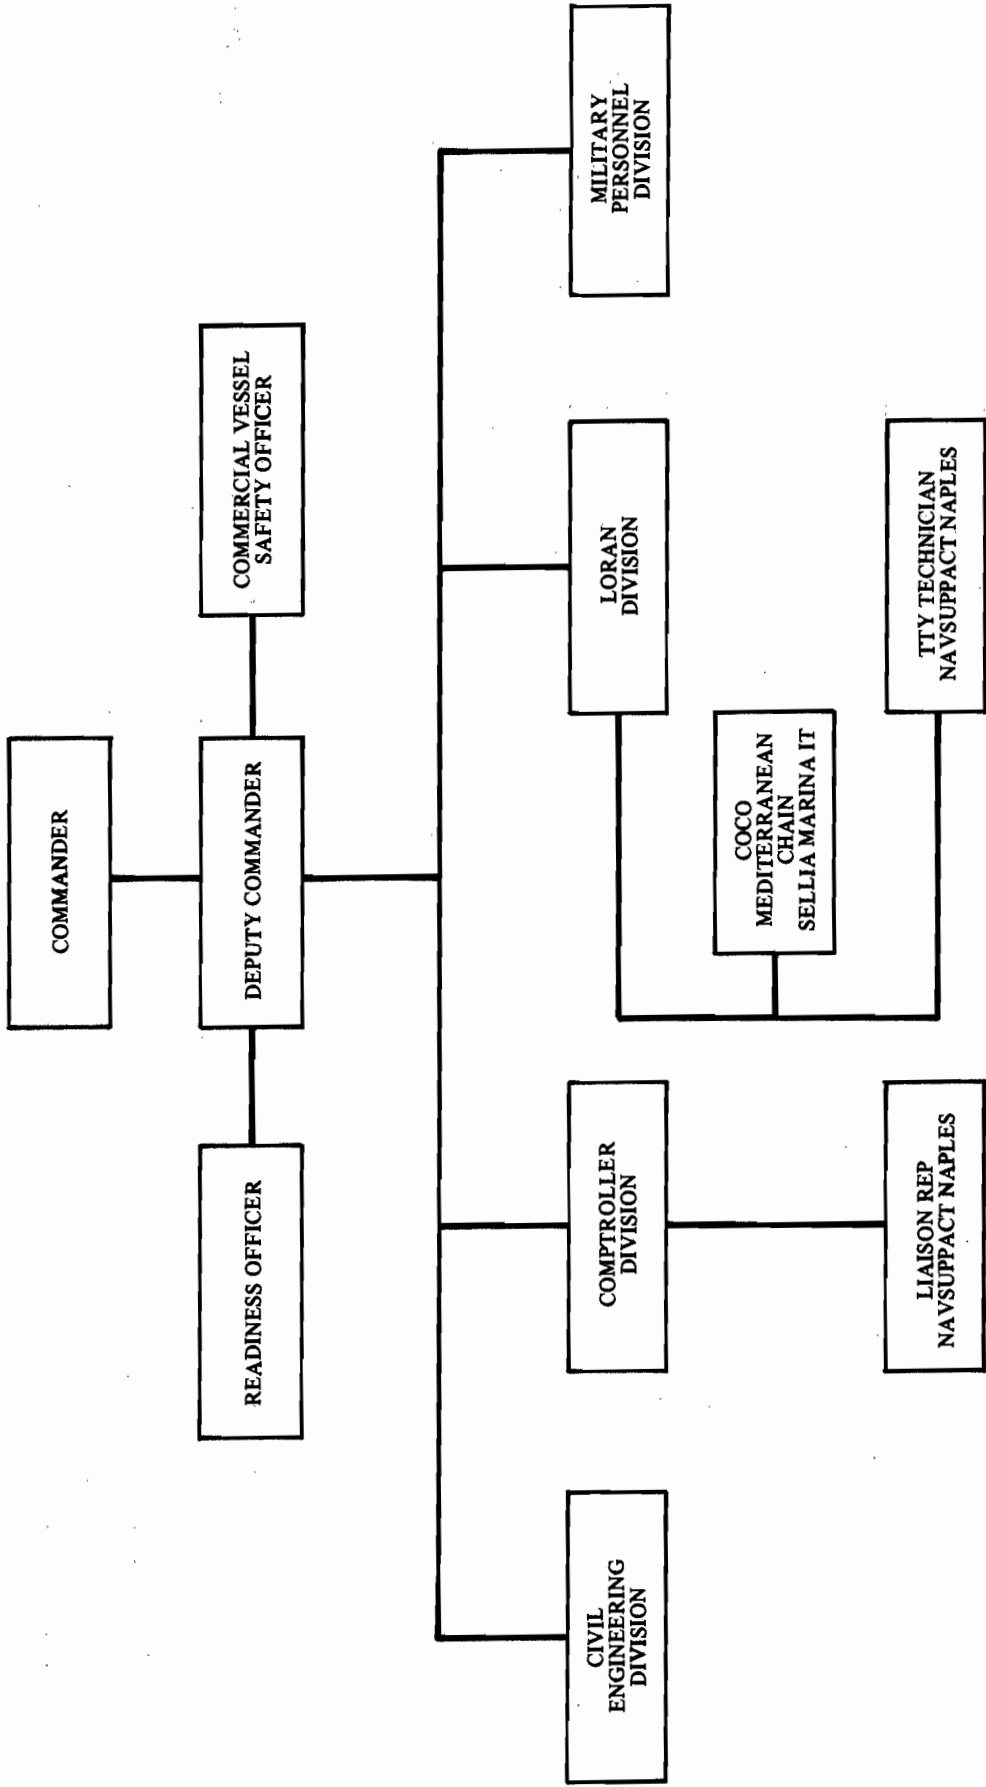 COMMANDER
READINESS OFFICER
DEPUTY COMMANDER
COMMERCIAL VESSEL
SAFETY OFFICER
CIVIL
ENGINEERING
DIVISION
COMPTROLLER
DIVISION
LORAN
DIVISION
MILITARY
PERSONNEL
DIVISION
COCO
MEDITERRANEAN
CHAIN
SELLIA MARINA IT
LIAISON REP
NAVSUPPACT NAPLES
TTY TECHNICIAN
NAVSUPPACT NAPLES